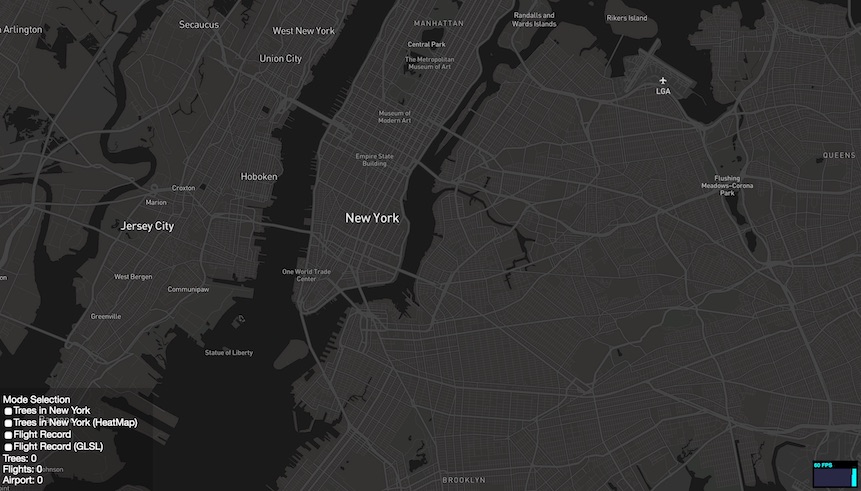 Arlington
Secaucus
West New York
MANHATTAN
Randalls and
Wards Islands
Rikers Island
Central Park
Union City
The Metropolitan
Museum of Art
LGA
Museum of
Modern Art
Empire State
Building
QUEENS
Hoboken
Croxton
Flushing
Meadows-Corona
Park
Marion
New York
Jersey City
One World Trade
Center
West Bergen
Communipaw
Greenville
Statue of Liberty
Mode Selection
Trees in New York
Trees in New York (HeatMap)
Flight Record
Flight Record (GLSL)
Trees: 0
Flights: 0
Airport: 0
60 FPS
BROOKLYN